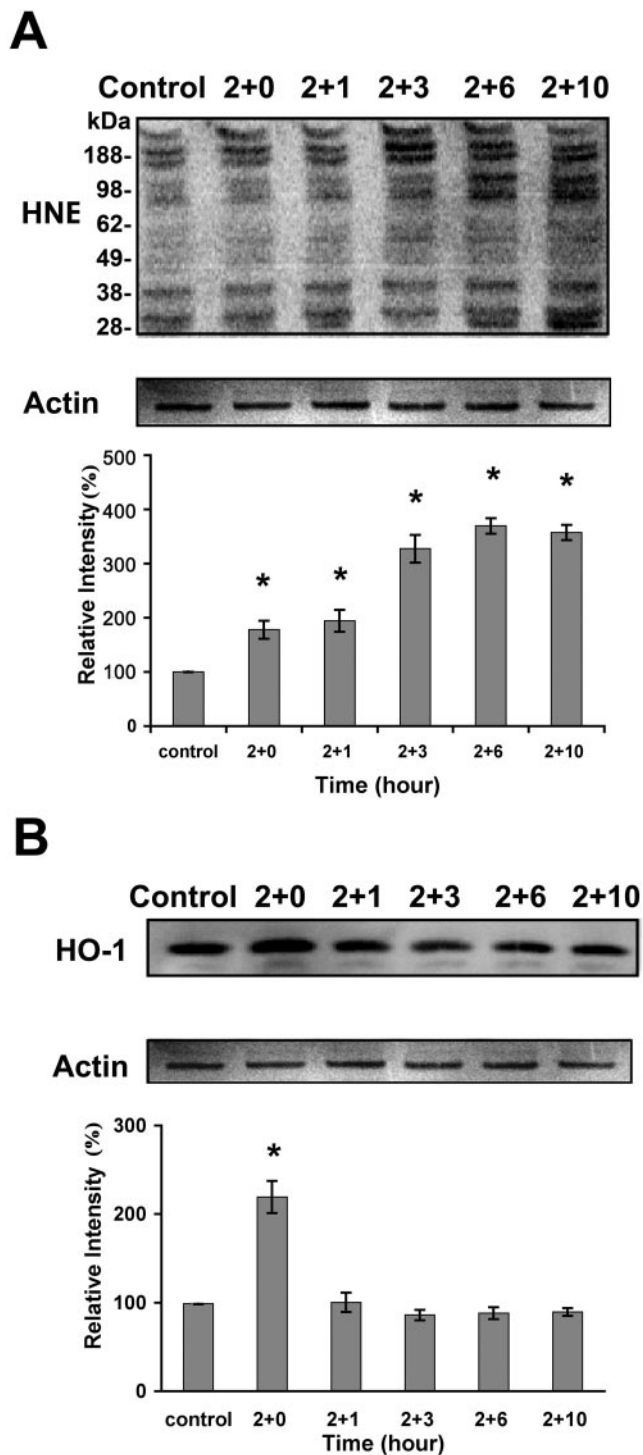 A
Control 2+0 2+1 2+3 2+6 2+10
kDa
188-
HNE
98-
62-
49-
38-
28-
Actin
Relative Intensity (%)
500
400
300
200
100
0
* * * * *
control 2+0 2+1 2+3 2+6 2+10
Time (hour)
B
Control 2+0 2+1 2+3 2+6 2+10
HO-1
Actin
Relative Intensity (%)
300
200
100
0
*
control 2+0 2+1 2+3 2+6 2+10
Time (hour)